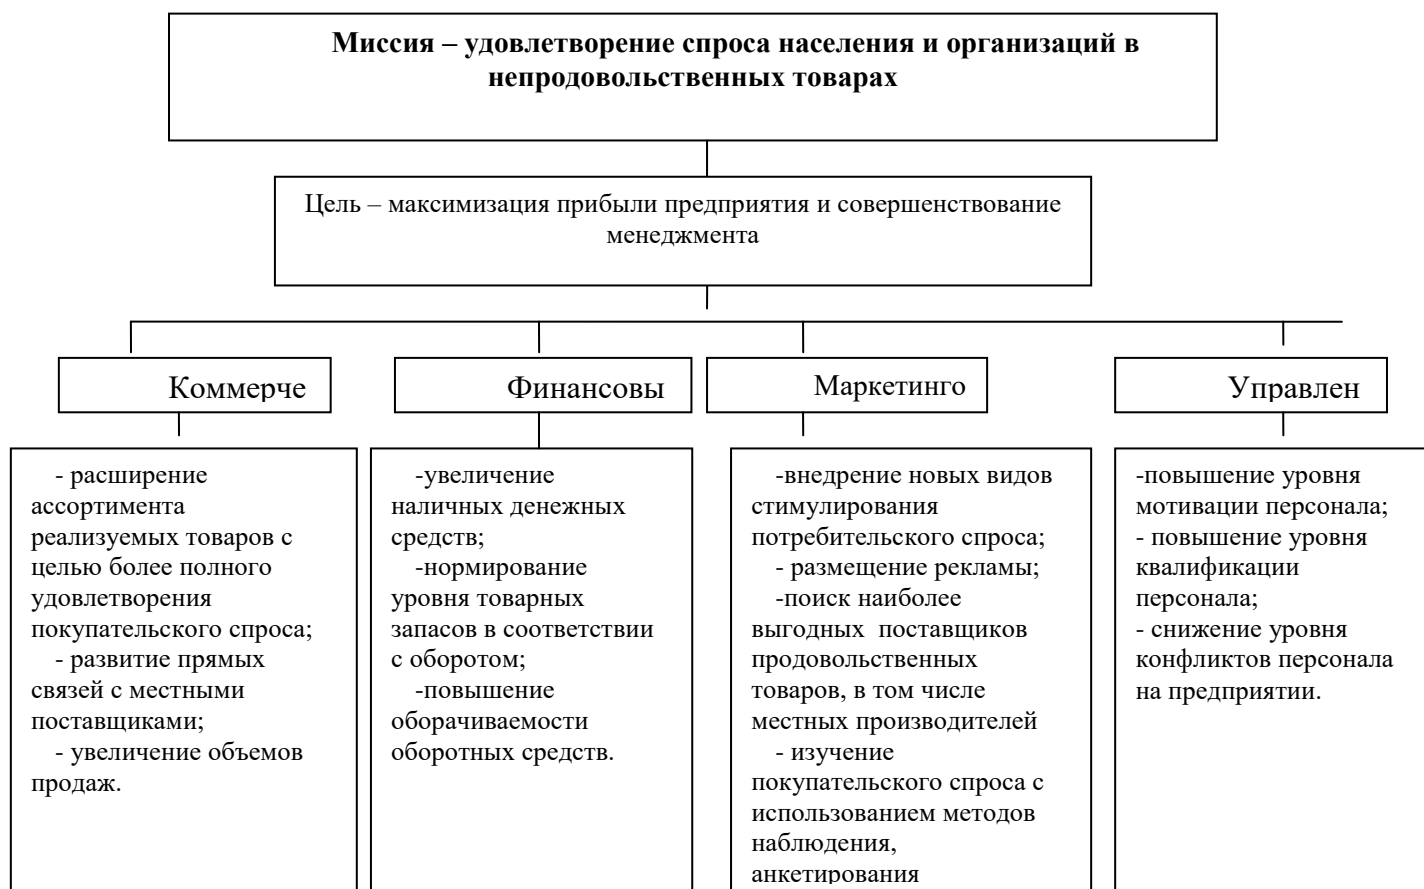 Миссия – удовлетворение спроса населения и организаций в
непродовольственных товарах
Цель – максимизация прибыли предприятия и совершенствование
менеджмента
Коммерче
Финансовы
Маркетинго
Управлен
- расширение
ассортимента
реализуемых товаров с
целью более полного
удовлетворения
покупательского спроса;
- развитие прямых
связей с местными
поставщиками;
- увеличение объемов
продаж.
-увеличение
наличных денежных
средств;
-нормирование
уровня товарных
запасов в соответствии
с оборотом;
-повышение
оборачиваемости
оборотных средств.
-внедрение новых видов
стимулирования
потребительского спроса;
- размещение рекламы;
-поиск наиболее
выгодных поставщиков
продовольственных
товаров, в том числе
местных производителей
- изучение
покупательского спроса с
использованием методов
наблюдения,
анкетирования
-повышение уровня
мотивации персонала;
- повышение уровня
квалификации
персонала;
- снижение уровня
конфликтов персонала
на предприятии.